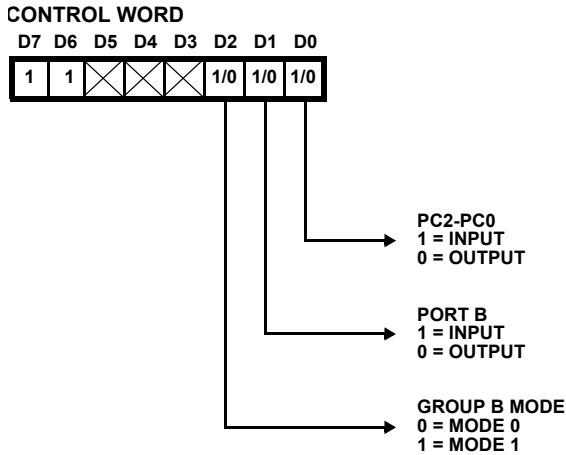 CONTROL WORD
D7 D6 D5 D4 D3 D2 D1 D0
1 1 1/0 1/0 1/0
PC2-PC0
1 = INPUT
0 = OUTPUT
PORT B
1 = INPUT
0 = OUTPUT
GROUP B MODE
0 = MODE 0
1 = MODE 1